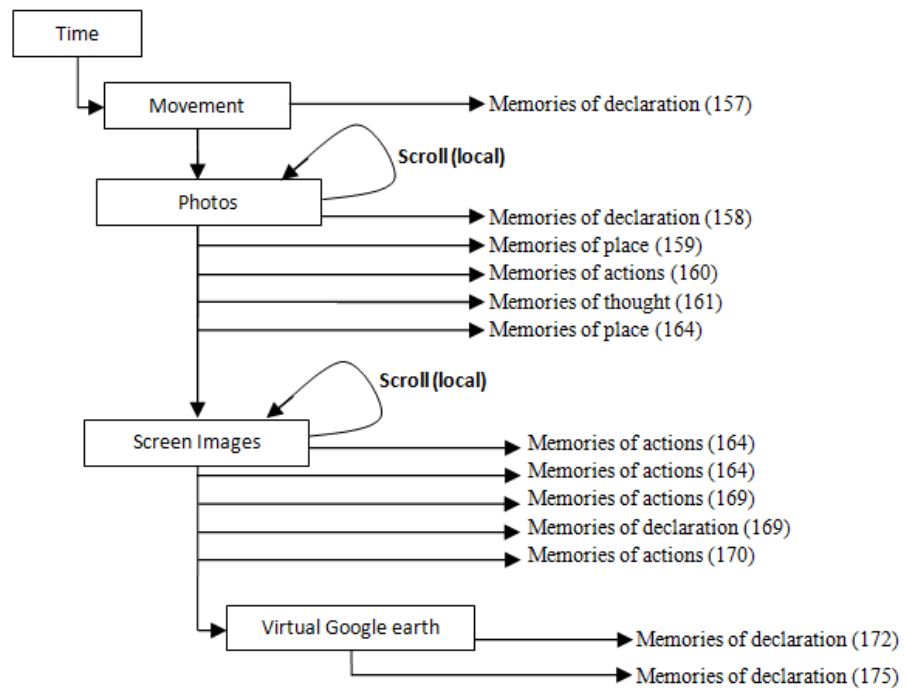 Time
Movement
Memories of declaration (157)
Scroll (local)
Photos
Memories of declaration (158)
Memories of place (159)
Memories of actions (160)
Memories of thought (161)
Memories of place (164)
Scroll (local)
Screen Images
Memories of actions (164)
Memories of actions (164)
Memories of actions (169)
Memories of declaration (169)
Memories of actions (170)
Virtual Google earth
Memories of declaration (172)
Memories of declaration (175)